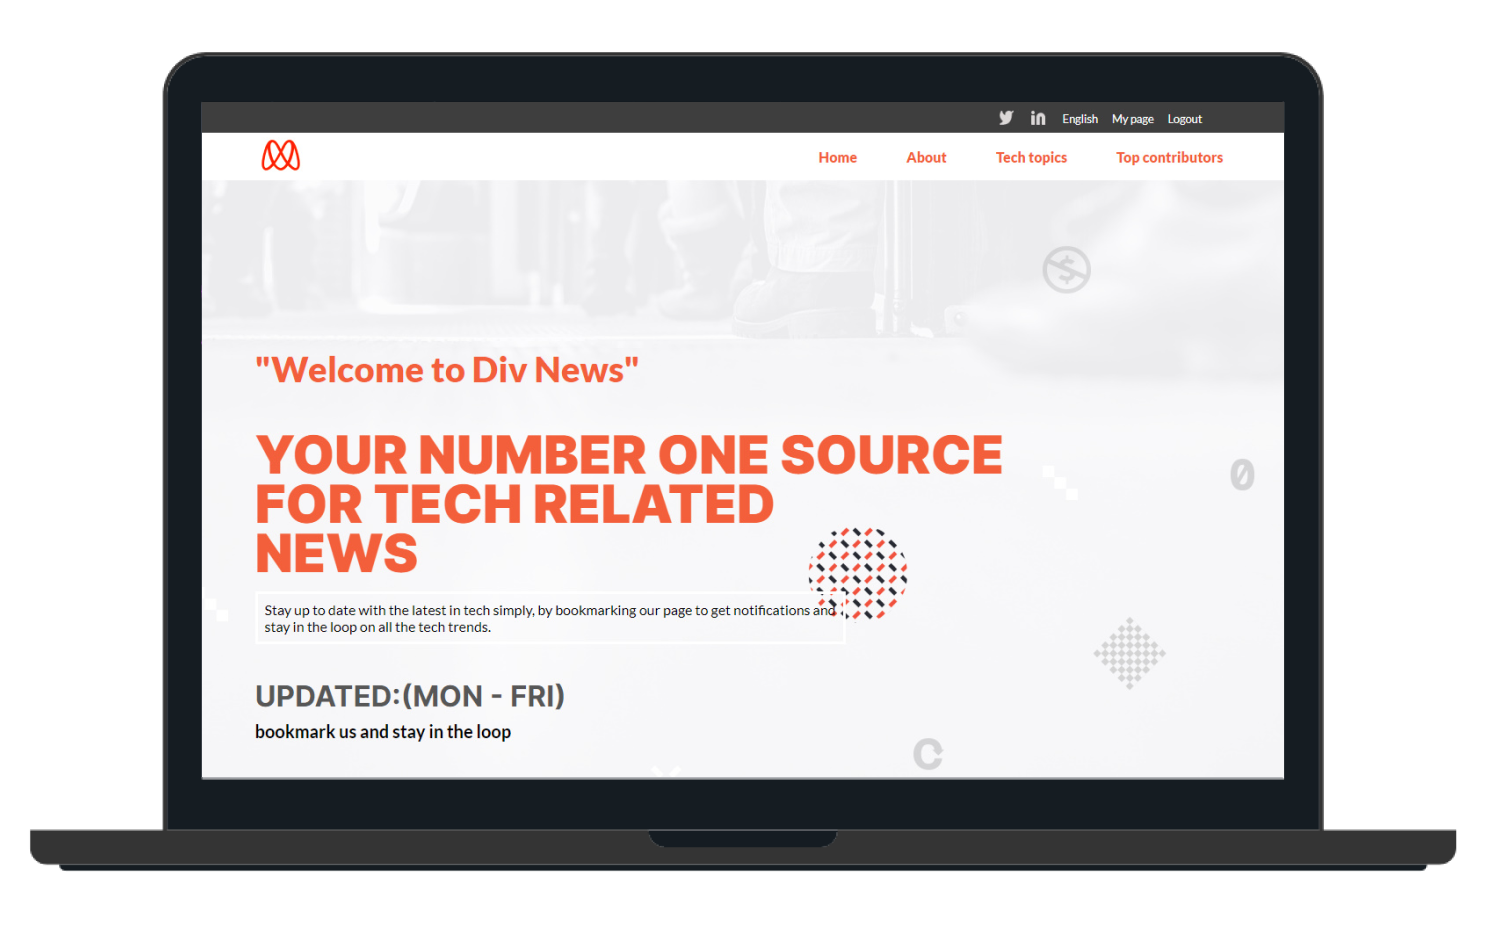 English My page Logout
Home About Tech topics Top contributors
"Welcome to Div News"
YOUR NUMBER ONE SOURCE
FOR TECH RELATED
NEWS
Stay up to date with the latest in tech simply, by bookmarking our page to get notifications and
stay in the loop on all the tech trends.
UPDATED:(MON - FRI)
bookmark us and stay in the loop